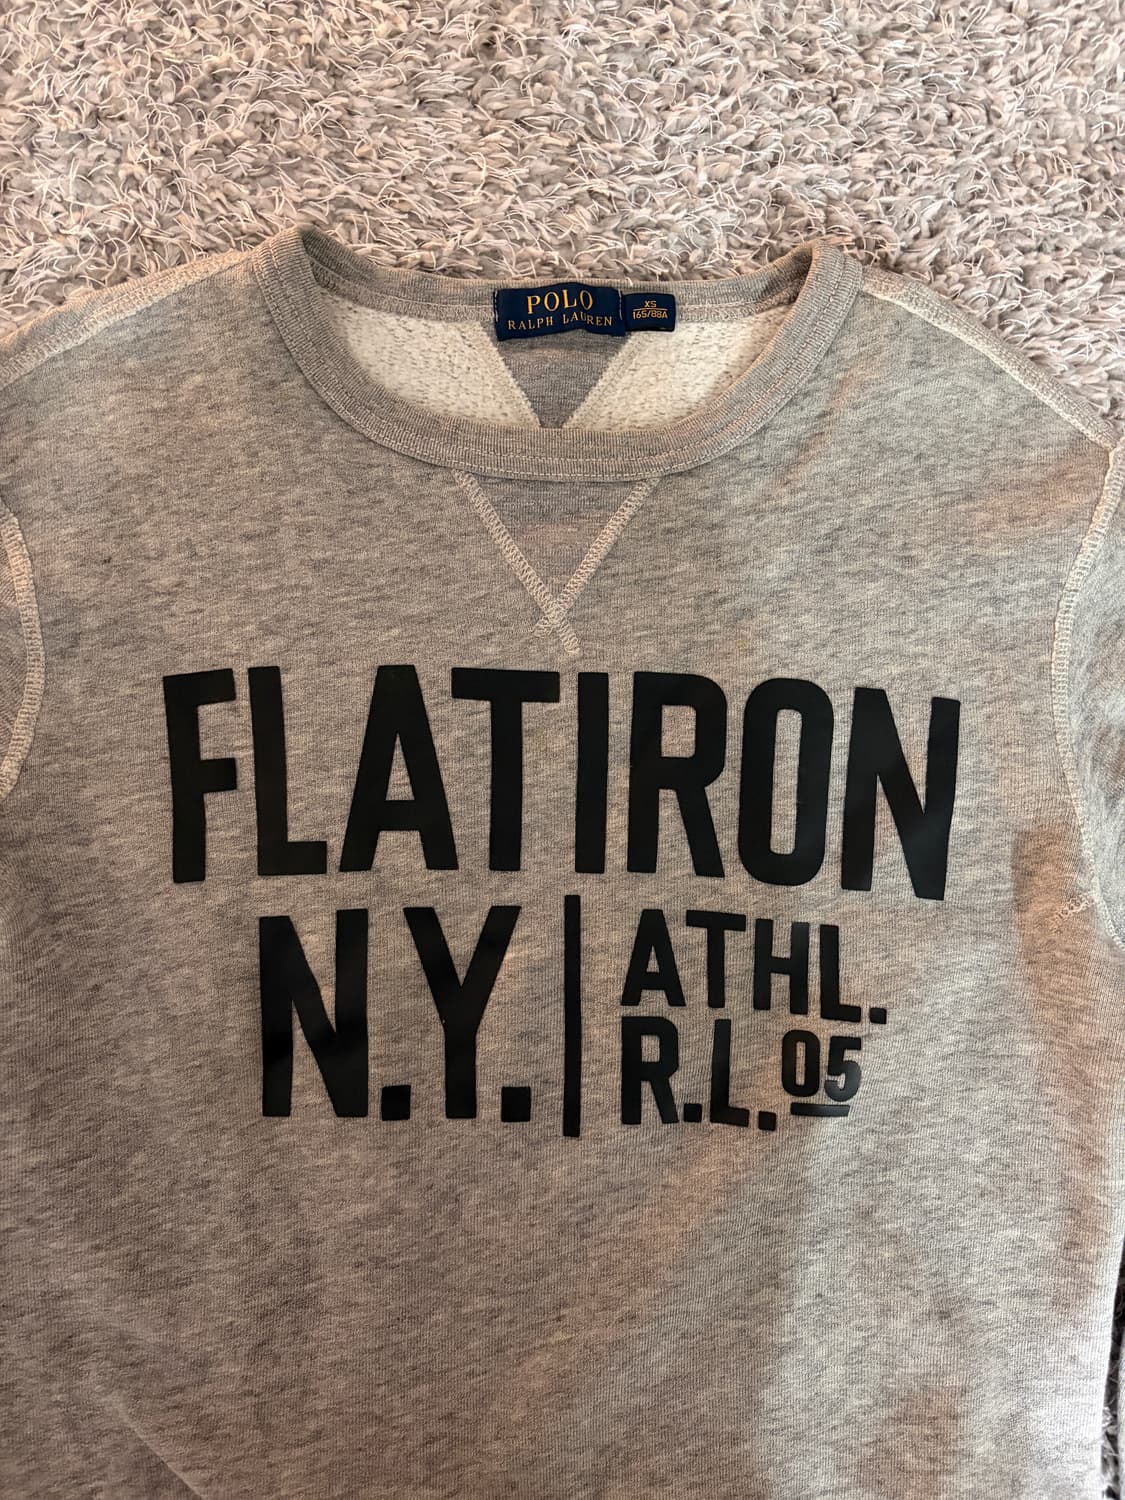 POLO
RALPH LAUREN
XS
165/88A
FLATIRON
N.Y.
ATHL.
R.L.05